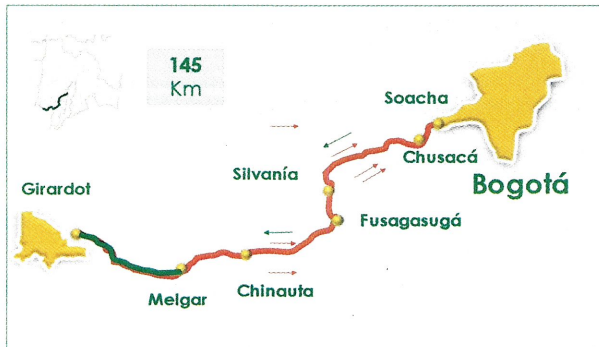 145
Km
Soacha
Chusacá
Bogotá
Silvanía
Girardot
Fusagasugá
Melgar
Chinauta